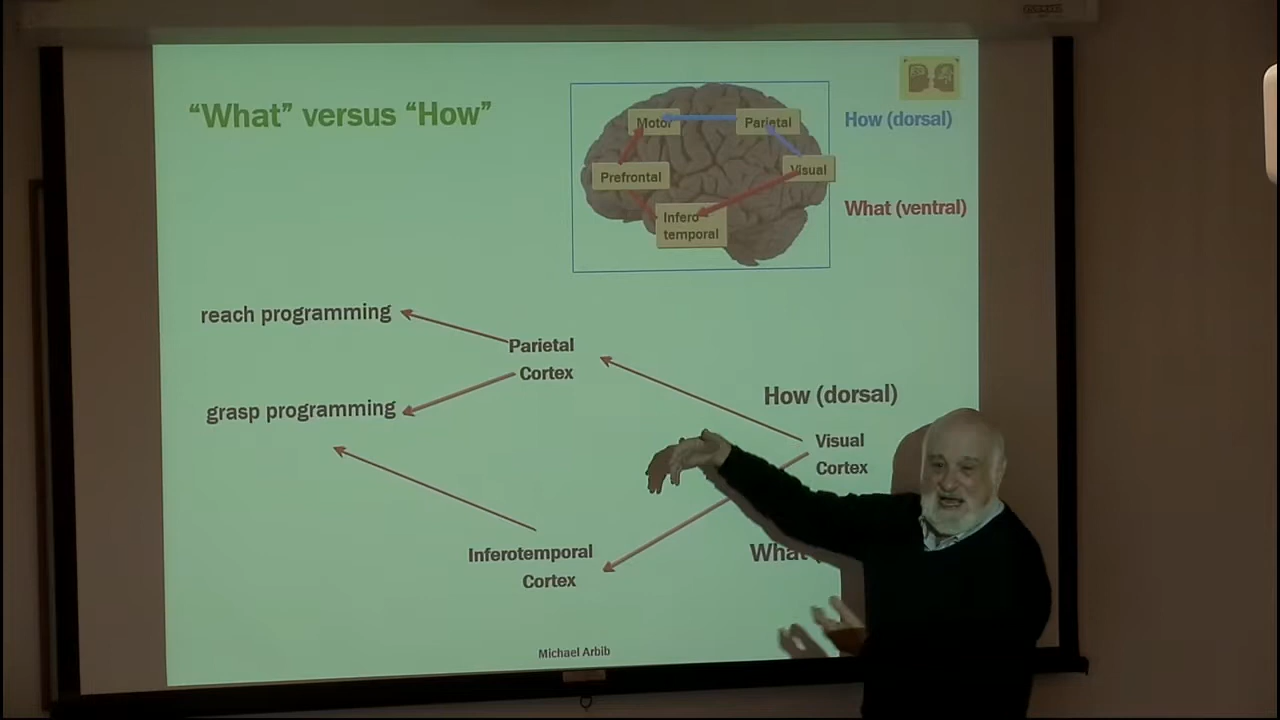 “What” versus “How”
Motor
Parietal
How (dorsal)
Prefrontal
Visual
What (ventral)
Infero
temporal
reach programming
Parietal
Cortex
grasp programming
How (dorsal)
Visual
Cortex
Inferotemporal
Cortex
What (
Michael Arbib